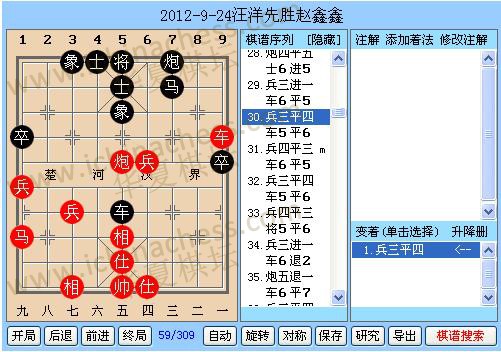 2012-9-24汪洋先胜赵鑫鑫
1 2 3 4 5 6 7 8 9
象 士 将 炮
士 马
象
卒 车
炮 兵 卒
楚 河 汉 界
兵
兵 车
马 相
仕
相 帅 仕
九 八 七 六 五 四 三 二 一
棋谱序列 [隐藏]
28.炮四平五
士6进5
29.兵三进一
车6平5
30.兵三平四
车5平6
31.兵四平三 m
车6平5
32.兵三平四
车5平6
33.兵四平三
将5平6
34.兵三进一
车6退2
35.炮五退一
车6平7
注解 添加着法 修改注解
变着(单击选择) 升降册
1.兵三平四 <--
开局 后退 前进 终局 59/309 自动 旋转 对称 保存 研究 导出 棋谱搜索
www.ichinachess.com
华夏棋坛